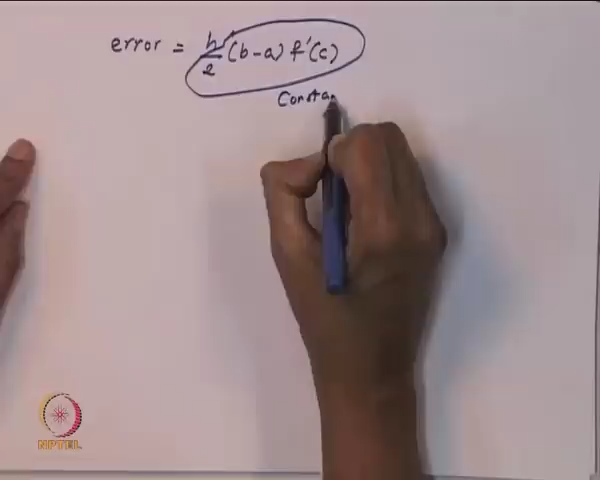 error = h/2 (b-a) f'(c)
Consta
NPTEL